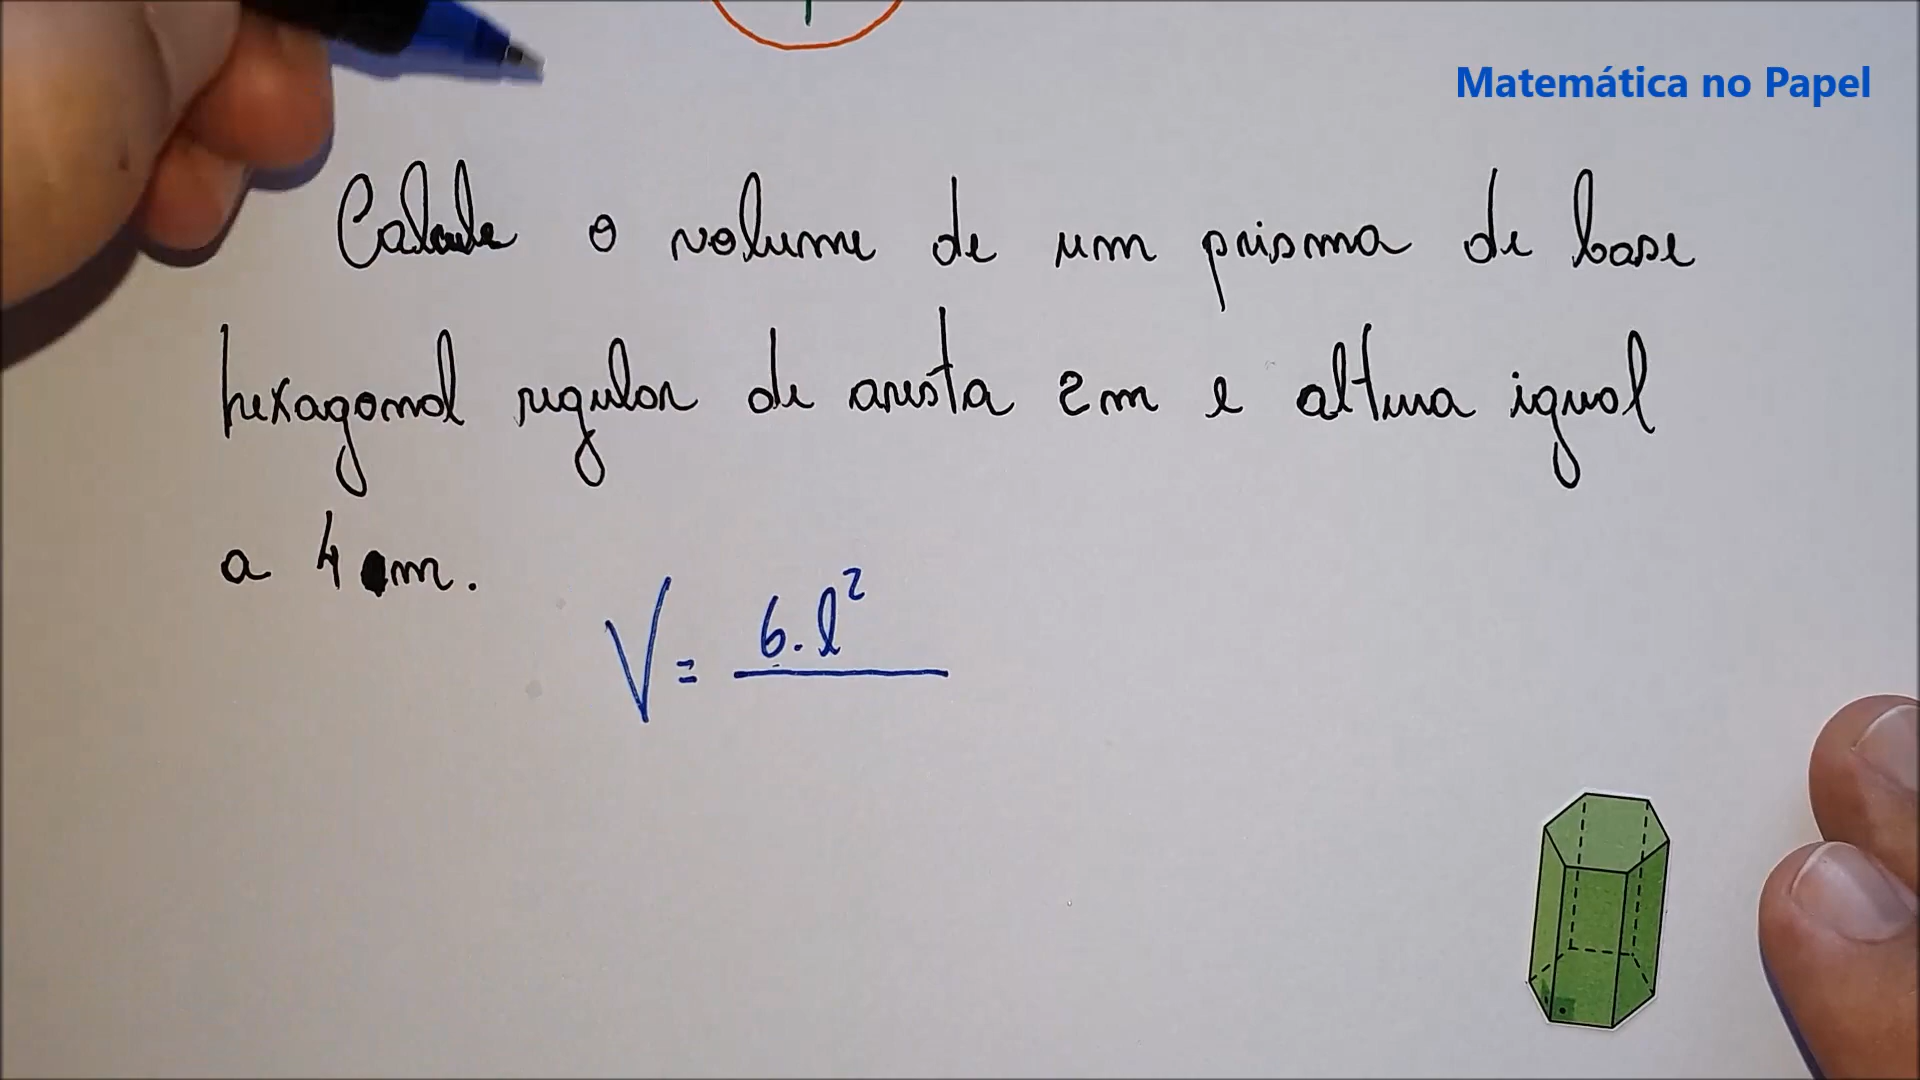 Matemática no Papel
Calcule o volume de um prisma de base
hexagonal regular de aresta 2m e altura igual
a 4 m.
V = 6.l²